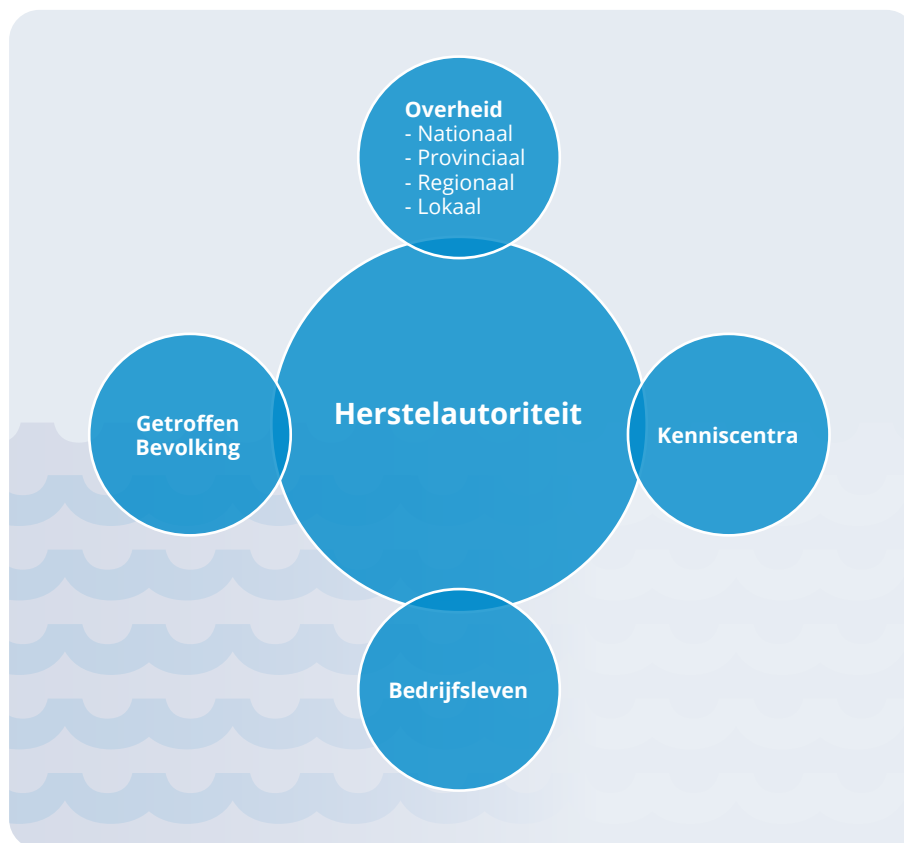 Overheid
- Nationaal
- Provinciaal
- Regionaal
- Lokaal
Herstelautoriteit
Getroffen
Bevolking
Kenniscentra
Bedrijfsleven